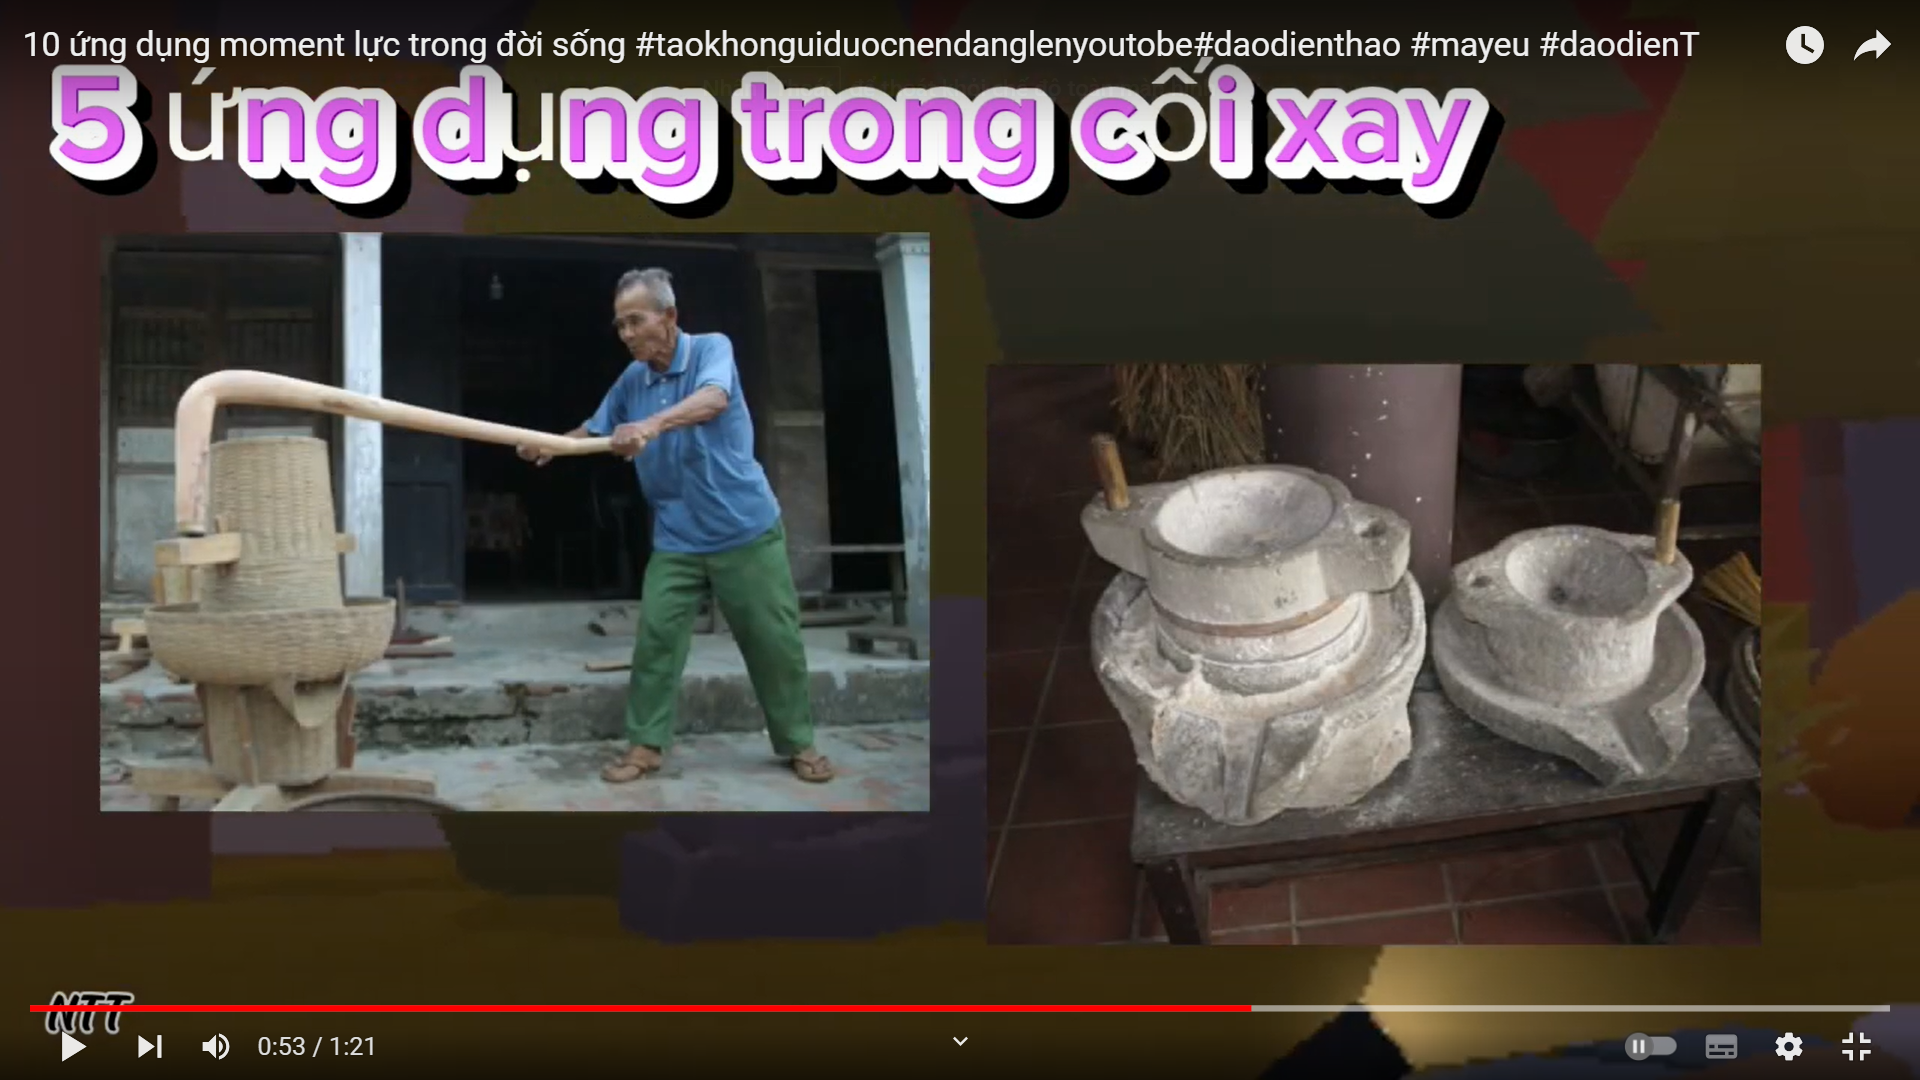 10 ứng dụng moment lực trong đời sống #taokhonguiduocnendanglenyoutobe#daodienthao #mayeu #daodienT
5 ứng dụng trong cối xay
NTT
0:53 / 1:21